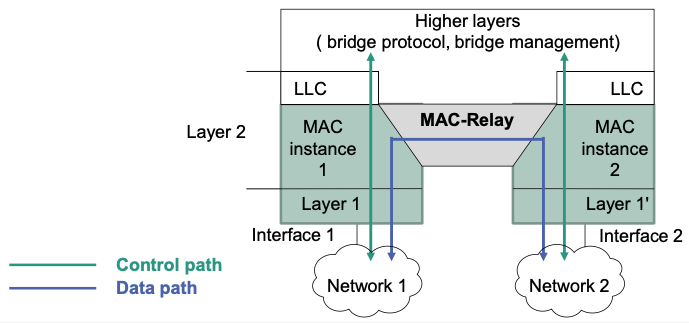 Higher layers
( bridge protocol, bridge management)
LLC
LLC
MAC-Relay
Layer 2
MAC
instance
1
MAC
instance
2
Layer 1
Layer 1'
Interface 1
Interface 2
Control path
Data path
Network 1
Network 2